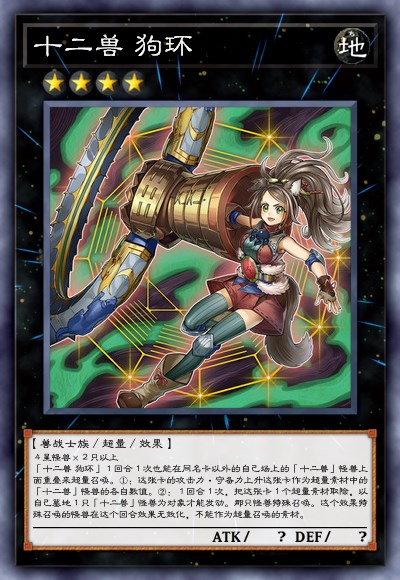 十二兽 狗环
地
【兽战士族／超量／效果】
4星怪兽×2只以上
「十二兽 狗环」1回合1次也能在同名卡以外的自己场上的「十二兽」怪兽上
面重叠来超量召唤。①：这张卡的攻击力·守备力上升这张卡作为超量素材中的
「十二兽」怪兽的各自数值。②：1回合1次，把这张卡1个超量素材取除，以
自己墓地1只「十二兽」怪兽为对象才能发动。那只怪兽特殊召唤。这个效果特
殊召唤的怪兽在这个回合效果无效化，不能作为超量召唤的素材。
ATK／ ? DEF／ ?